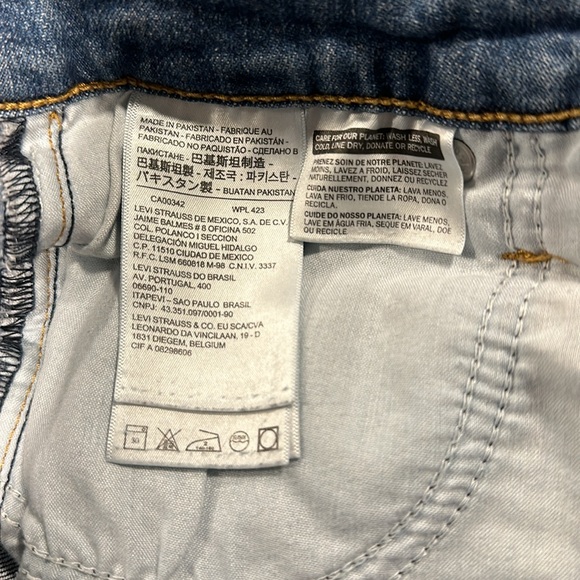 MADE IN PAKISTAN - FABRIQUE AU
PAKISTAN - FABRICADO EN PAKISTÁN -
FABRICADO NO PAQUISTÃO - СДЕЛАНО В
ПАКИСТАНЕ - 巴基斯坦制造 -
巴基斯坦製 - 제조국 : 파키스탄 -
パキスタン製 - BUATAN PAKISTAN
CA00342 WPL 423
LEVI STRAUSS DE MEXICO, S.A. DE C.V.
JAIME BALMES # 8 OFICINA 502
COL. POLANCO I SECCION
DELEGACIÓN MIGUEL HIDALGO
C.P. 11510 CIUDAD DE MEXICO
R.F.C. LSM 660818 M-98 C.N.I.V. 3337
LEVI STRAUSS DO BRASIL
AV. PORTUGAL, 400
06690-110
ITAPEVI – SAO PAULO BRASIL
CNPJ: 43.351.097/0001-90
LEVI STRAUSS & CO. EU SCA/CVA
LEONARDO DA VINCILAAN, 19 - D
1831 DIEGEM, BELGIUM
CIF A 08298606
CARE FOR OUR PLANET: WASH LESS, WASH
COLD, LINE DRY, DONATE OR RECYCLE
PRENEZ SOIN DE NOTRE PLANETE: LAVEZ
MOINS, LAVEZ A FROID, LAISSEZ SECHER
NATURELLEMENT, DONNEZ OU RECYCLEZ
CUIDA NUESTRO PLANETA: LAVA MENOS,
LAVA EN FRIO, TIENDE LA ROPA, DONA O
RECICLA.
CUIDE DO NOSSO PLANETA: LAVE MENOS,
LAVE EM ÁGUA FRIA, SEQUE EM VARAL, DOE
OU RECICLE